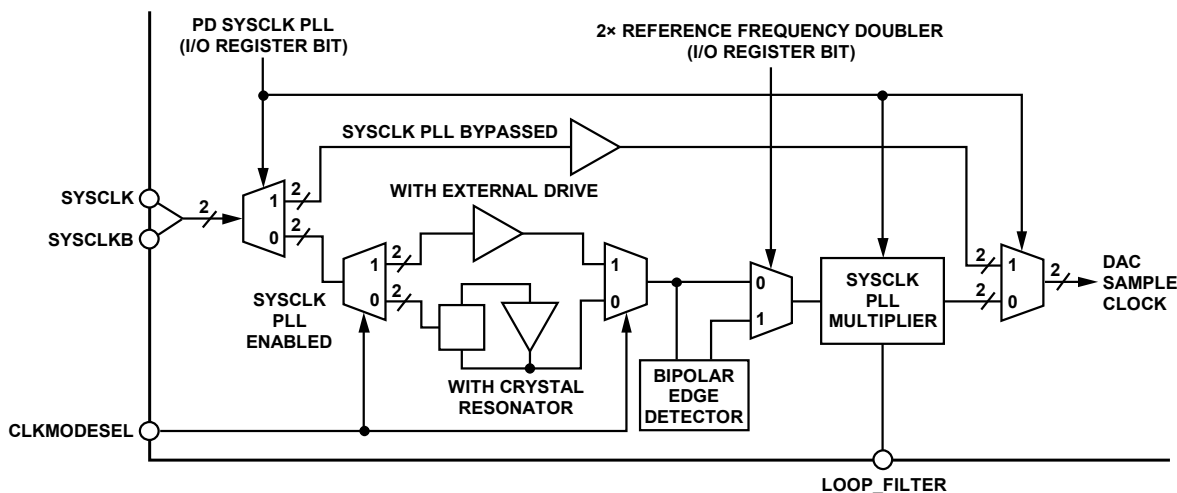 PD SYSCLK PLL
(I/O REGISTER BIT)
2× REFERENCE FREQUENCY DOUBLER
(I/O REGISTER BIT)
SYSCLK PLL BYPASSED
WITH EXTERNAL DRIVE
SYSCLK
SYSCLKB
2
1
0
2
2
SYSCLK
PLL
ENABLED
1
0
2
2
WITH CRYSTAL
RESONATOR
1
0
BIPOLAR
EDGE
DETECTOR
0
1
SYSCLK
PLL
MULTIPLIER
2
2
1
0
2
DAC
SAMPLE
CLOCK
CLKMODESEL
LOOP_FILTER